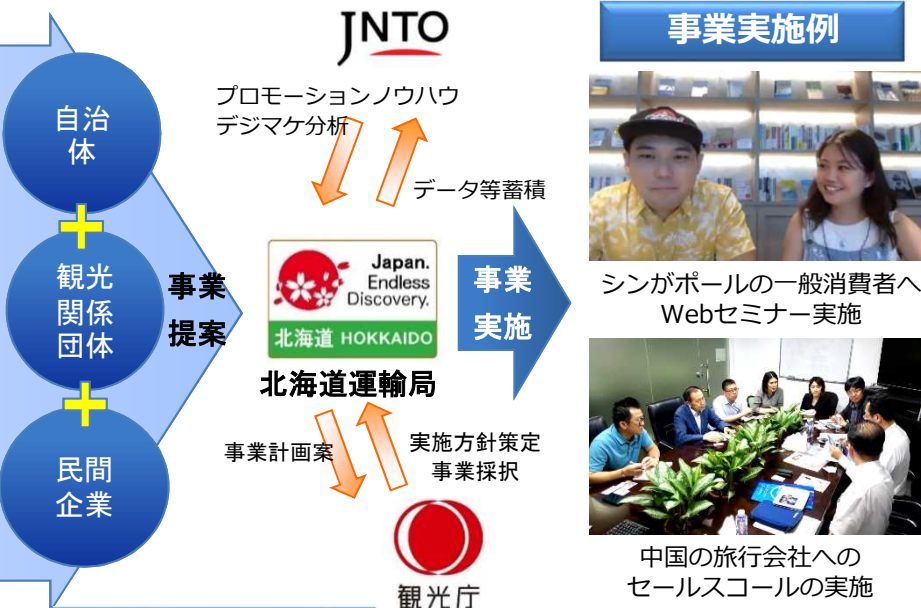 自治
体
観光
関係
団体
民間
企業
事業
提案
JNTO
プロモーションノウハウ
デジマケ分析
データ等蓄積
Japan.
Endless
Discovery.
北海道 HOKKAIDO
北海道運輸局
事業計画案
実施方針策定
事業採択
観光庁
事業
実施
事業実施例
シンガポールの一般消費者へ
Webセミナー実施
中国の旅行会社への
セールスコールの実施